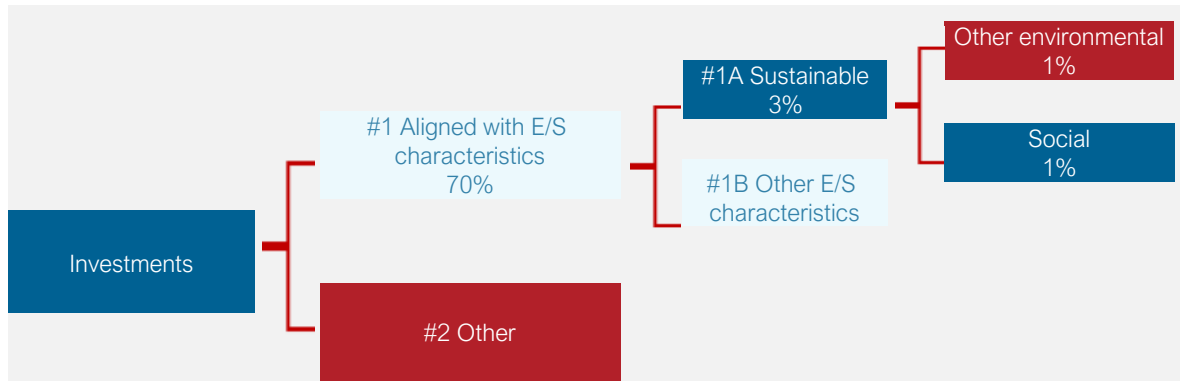 Investments
#1 Aligned with E/S
characteristics
70%
#2 Other
#1A Sustainable
3%
#1B Other E/S
characteristics
Other environmental
1%
Social
1%